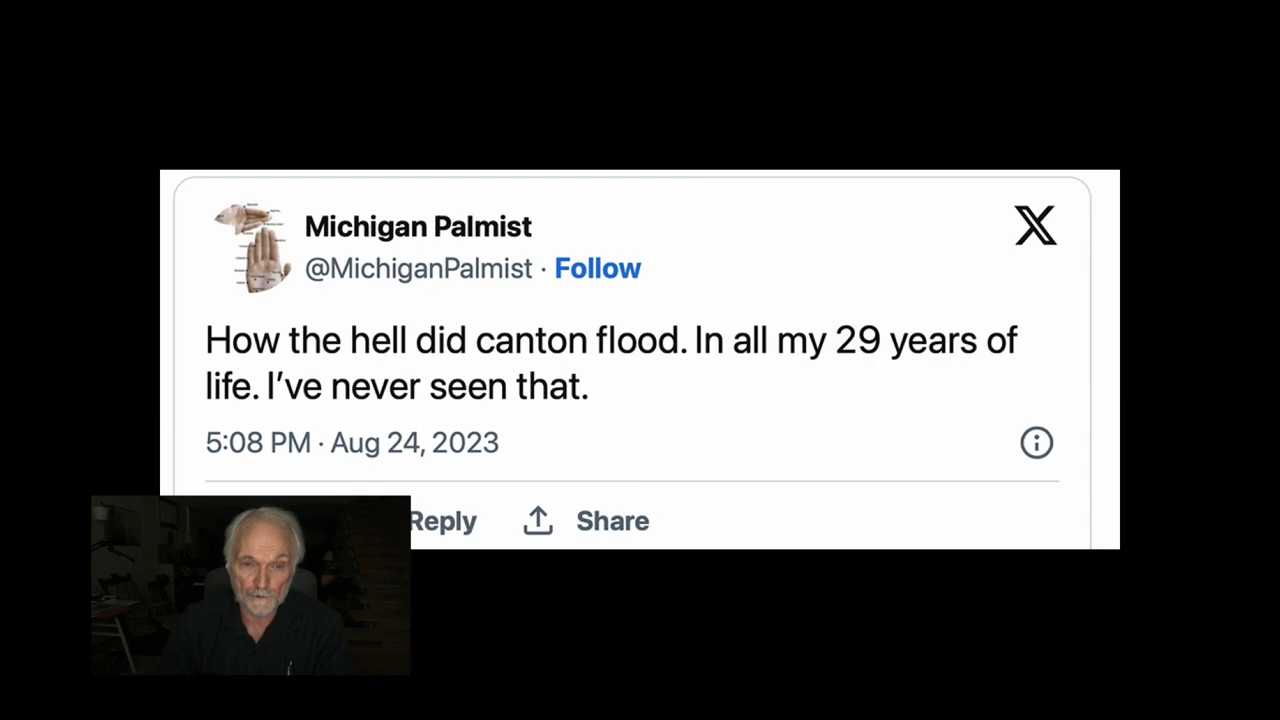 Michigan Palmist
@MichiganPalmist · Follow
How the hell did canton flood. In all my 29 years of
life. I’ve never seen that.
5:08 PM · Aug 24, 2023
Reply Share